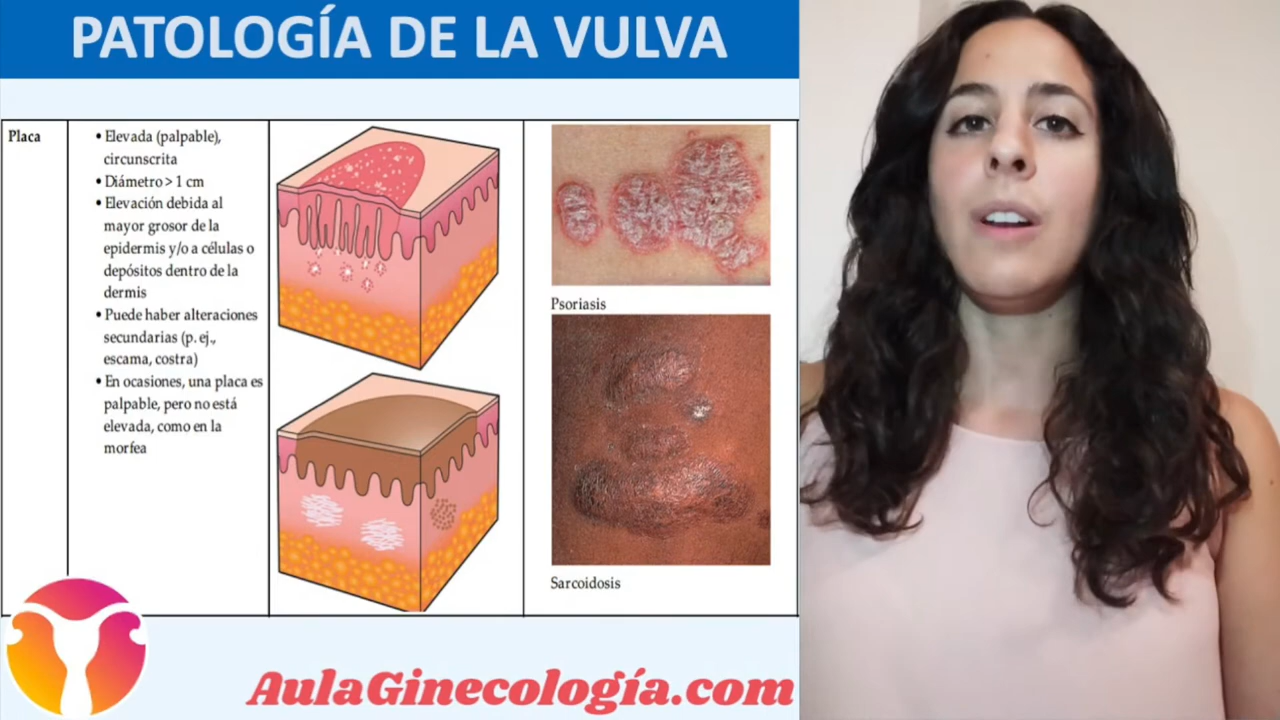 PATOLOGÍA DE LA VULVA
Placa
• Elevada (palpable),
circunscrita
• Diámetro > 1 cm
• Elevación debida al
mayor grosor de la
epidermis y/o a células o
depósitos dentro de la
dermis
• Puede haber alteraciones
secundarias (p. ej.,
escama, costra)
• En ocasiones, una placa es
palpable, pero no está
elevada, como en la
morfea
Psoriasis
Sarcoidosis
AulaGinecología.com